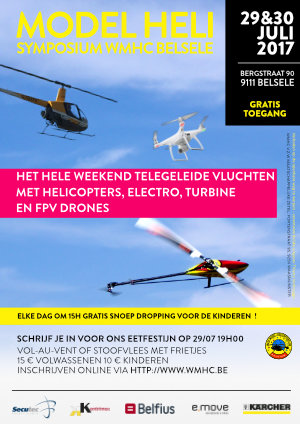 MODEL HELI
SYMPOSIUM WMHC BELSELE
29&30
JULI
2017
BERGSTRAAT 90
9111 BELSELE
GRATIS
TOEGANG
HET HELE WEEKEND TELEGELEIDE VLUCHTEN
MET HELICOPTERS, ELECTRO, TURBINE
EN FPV DRONES
ELKE DAG OM 15H GRATIS SNOEP DROPPING VOOR DE KINDEREN !
SCHRIJF JE IN VOOR ONS EETFESTIJN OP 29/07 19H00
VOL-AU-VENT OF STOOFVLEES MET FRIETJES
15 € VOLWASSENEN 10 € KINDEREN
INSCHRIJVEN ONLINE VIA HTTP://WWW.WMHC.BE
Securtec
Belfius
e.move
KÄRCHER